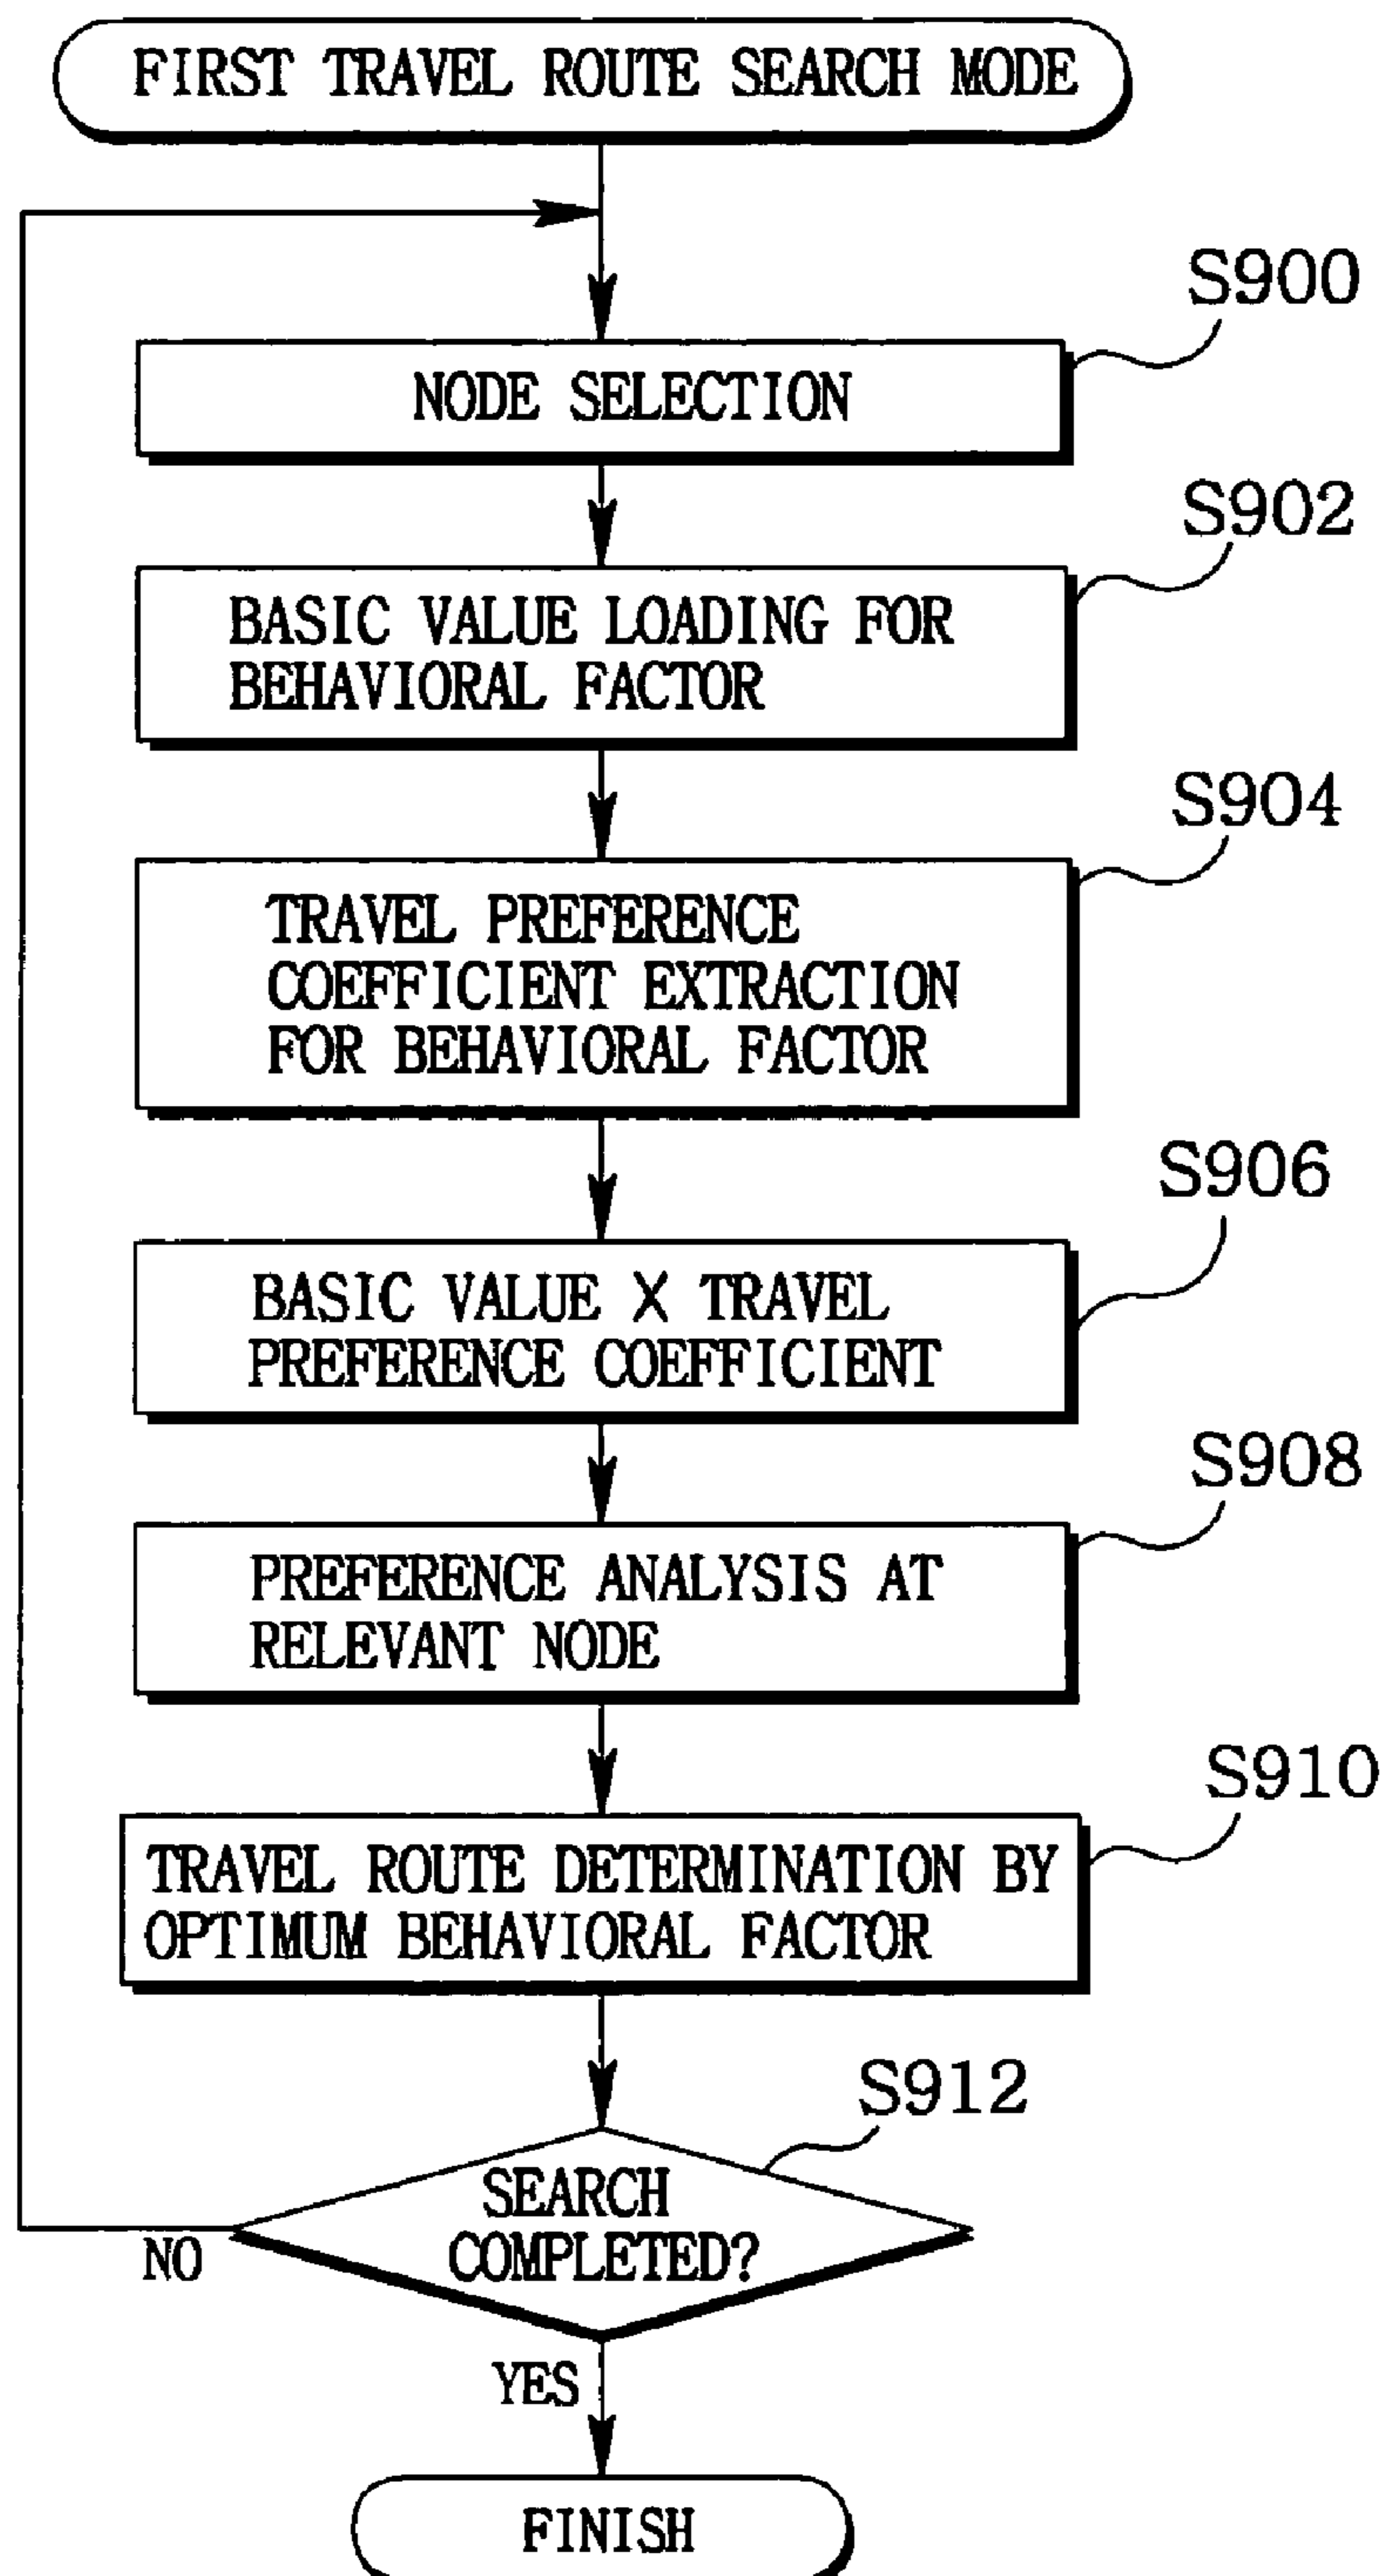 FIRST TRAVEL ROUTE SEARCH MODE
S900
NODE SELECTION
S902
BASIC VALUE LOADING FOR
BEHAVIORAL FACTOR
S904
TRAVEL PREFERENCE
COEFFICIENT EXTRACTION
FOR BEHAVIORAL FACTOR
S906
BASIC VALUE X TRAVEL
PREFERENCE COEFFICIENT
S908
PREFERENCE ANALYSIS AT
RELEVANT NODE
S910
TRAVEL ROUTE DETERMINATION BY
OPTIMUM BEHAVIORAL FACTOR
S912
SEARCH
COMPLETED?
NO
YES
FINISH